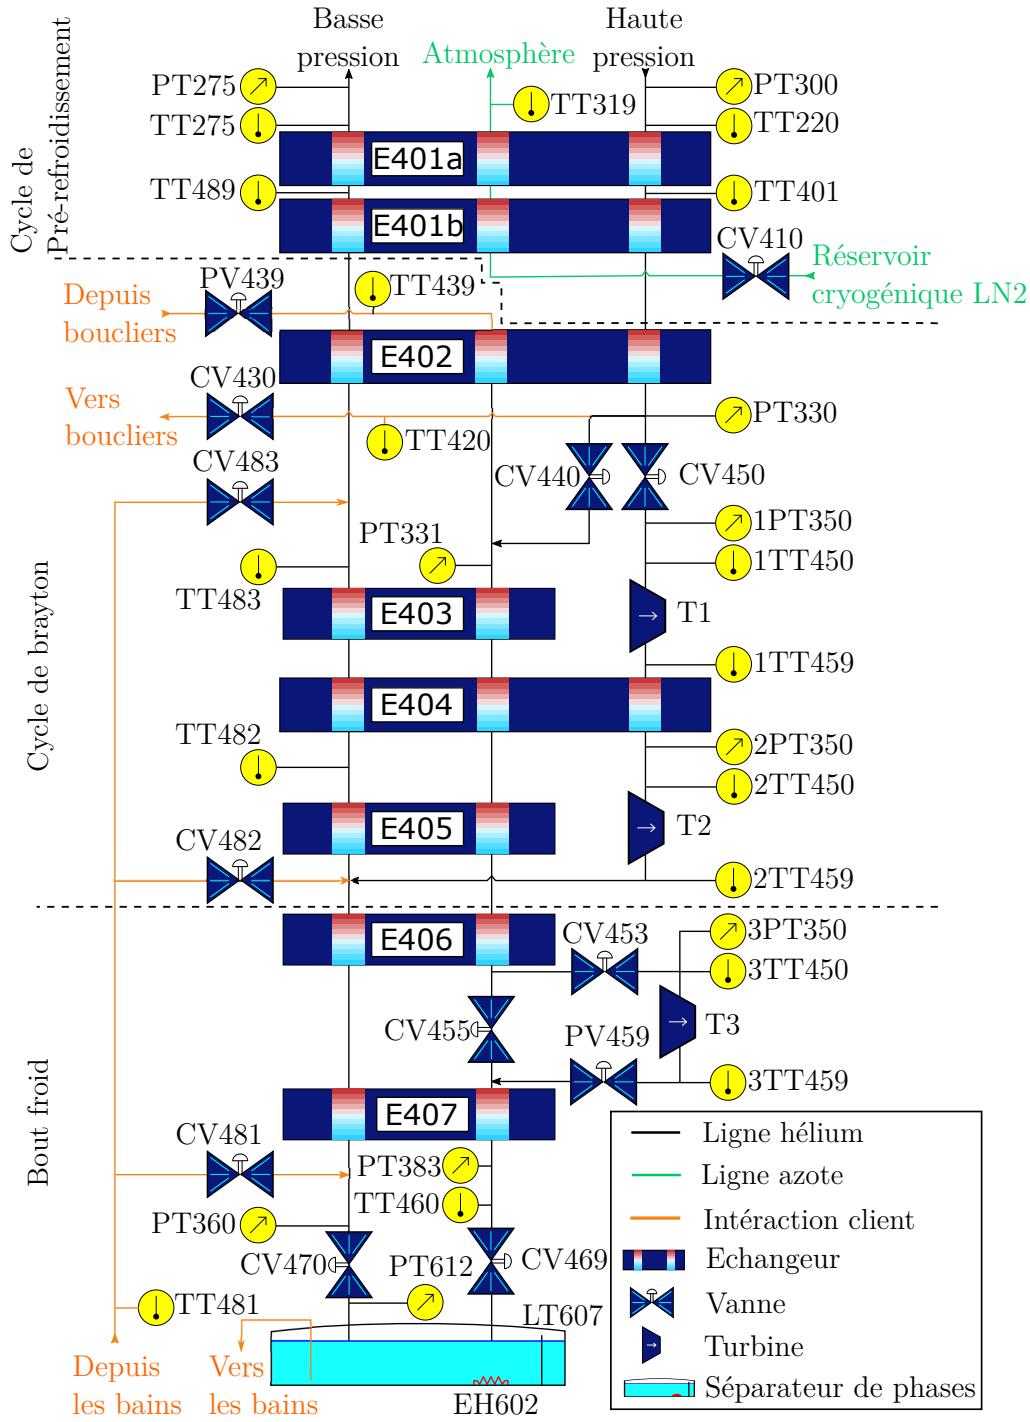 Basse
pression
Atmosphère
Haute
pression
PT275
PT300
TT319
TT275
TT220
E401a
TT489
TT401
E401b
Cycle de
Pré-refroidissement
CV410
Réservoir
cryogénique LN2
PV439
TT439
Depuis
boucliers
E402
CV430
Vers
boucliers
PT330
TT420
CV483
CV440
CV450
1PT350
PT331
1TT450
TT483
E403
T1
1TT459
E404
Cycle de brayton
TT482
2PT350
2TT450
E405
T2
CV482
2TT459
E406
CV453
3PT350
3TT450
CV455
PV459
T3
3TT459
E407
Bout froid
CV481
PT383
TT460
PT360
CV470
PT612
CV469
TT481
LT607
Depuis
les bains
Vers
les bains
EH602
Ligne hélium
Ligne azote
Intéraction client
Echangeur
Vanne
Turbine
Séparateur de phases